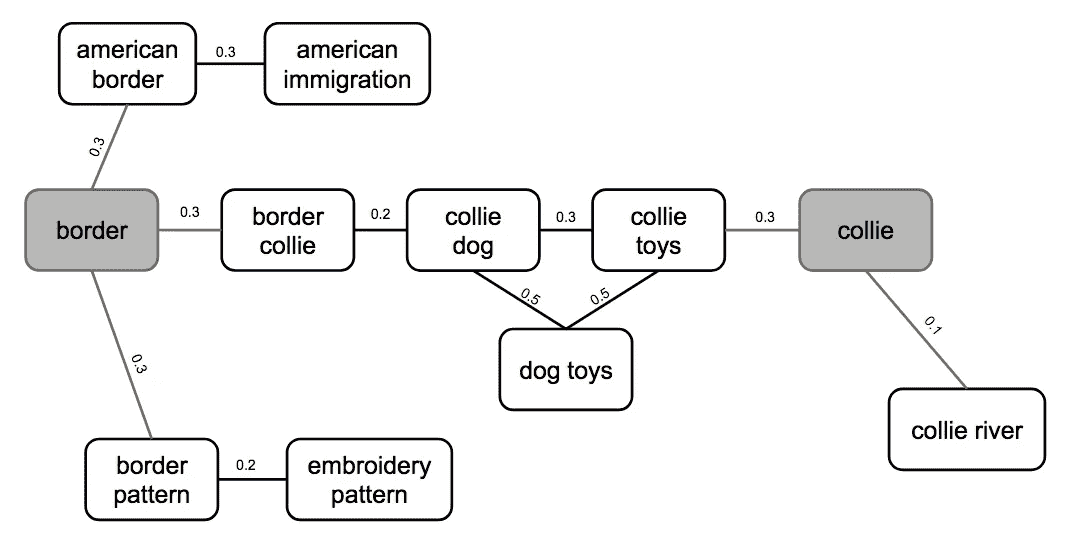 american
border
0.3
american
immigration
0.3
border
0.3
border
collie
0.2
collie
dog
0.3
collie
toys
0.3
collie
0.5
0.5
0.1
0.3
dog toys
collie river
border
pattern
0.2
embroidery
pattern